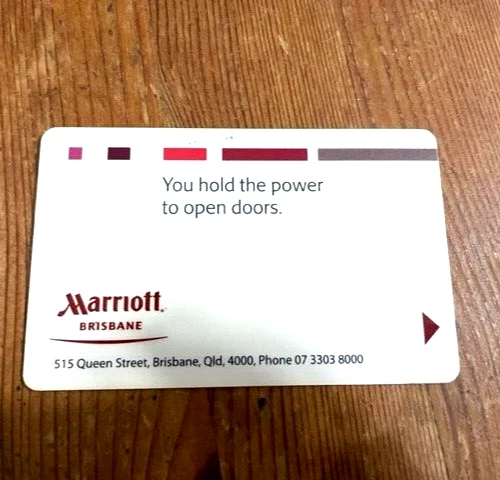 You hold the power
to open doors.
Marriott
BRISBANE
515 Queen Street, Brisbane, Qld, 4000, Phone 07 3303 8000